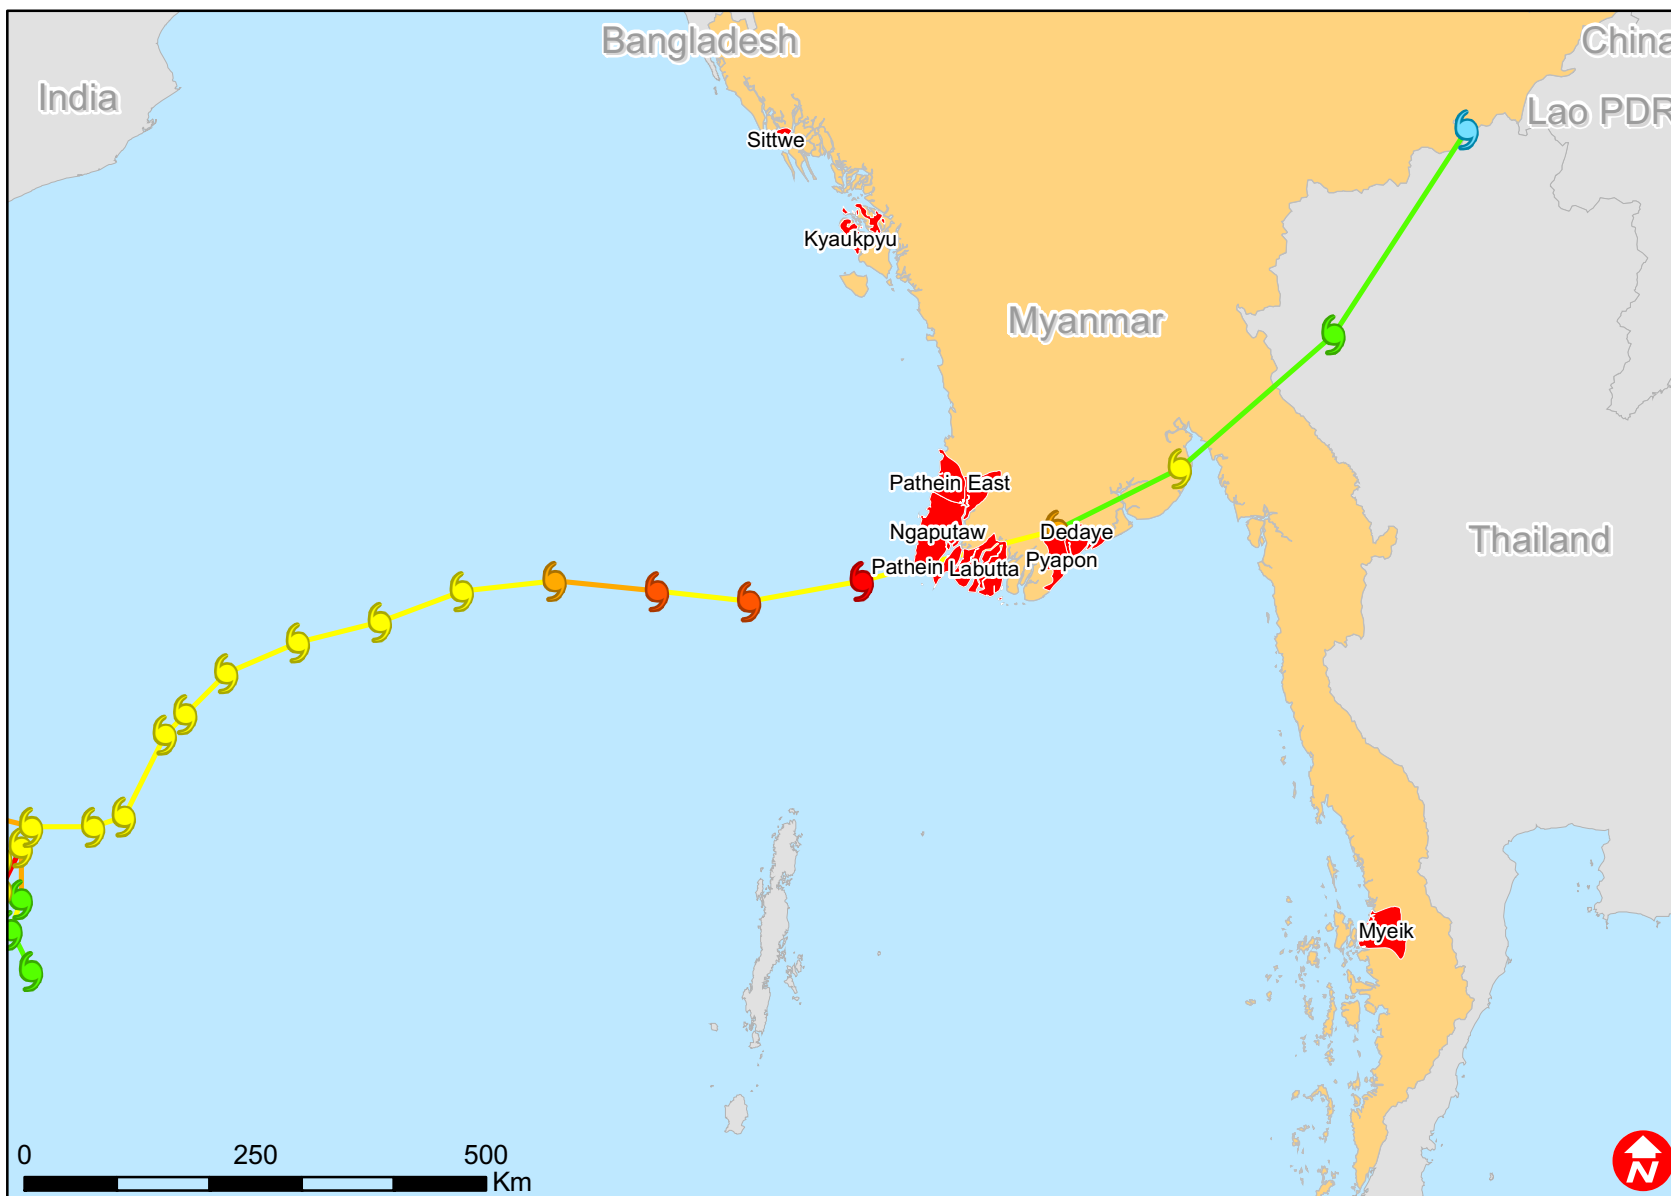 Bangladesh
China
India
Lao PDR
Sittwe
Kyaukpyu
Myanmar
Pathein East
Ngaputaw
Dedaye
Thailand
Pathein
Labutta
Pyapon
Myeik
0 250 500
Km
N